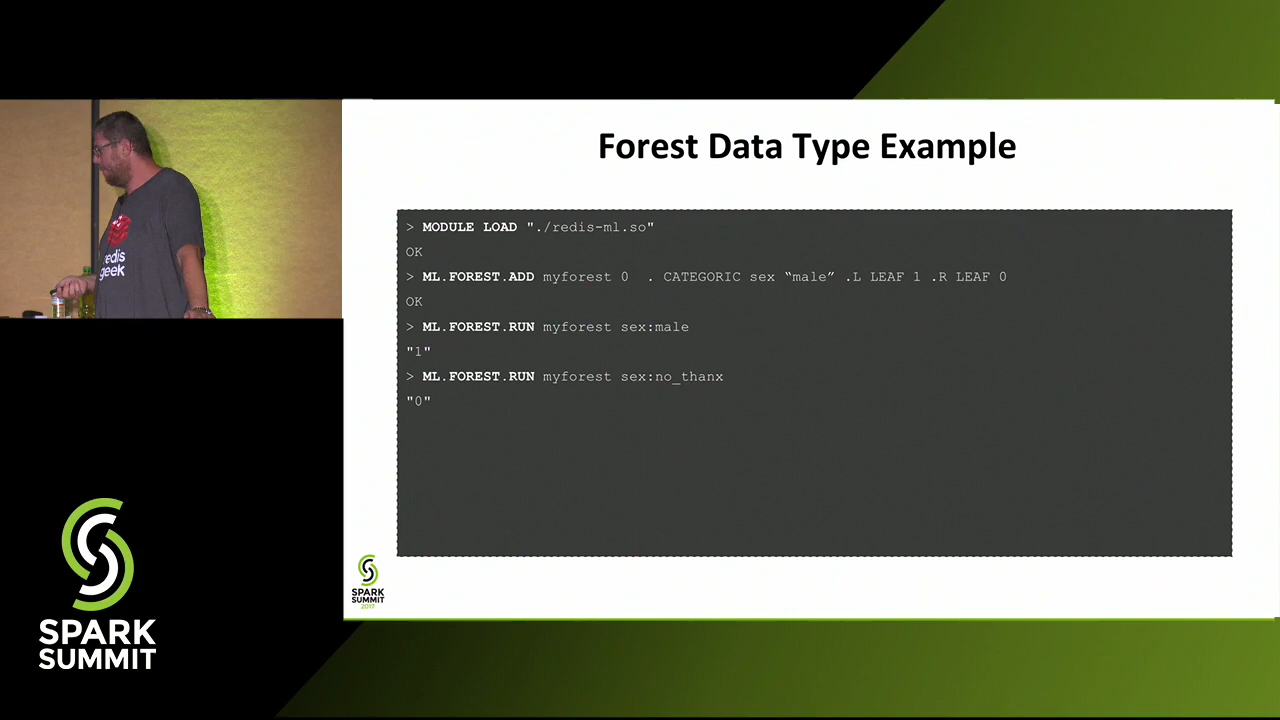 Forest Data Type Example
> MODULE LOAD "./redis-ml.so"
OK
> ML.FOREST.ADD myforest 0 . CATEGORIC sex “male” .L LEAF 1 .R LEAF 0
OK
> ML.FOREST.RUN myforest sex:male
"1"
> ML.FOREST.RUN myforest sex:no_thanx
"0"
redis
geek
SPARK
SUMMIT
2017
SPARK
SUMMIT